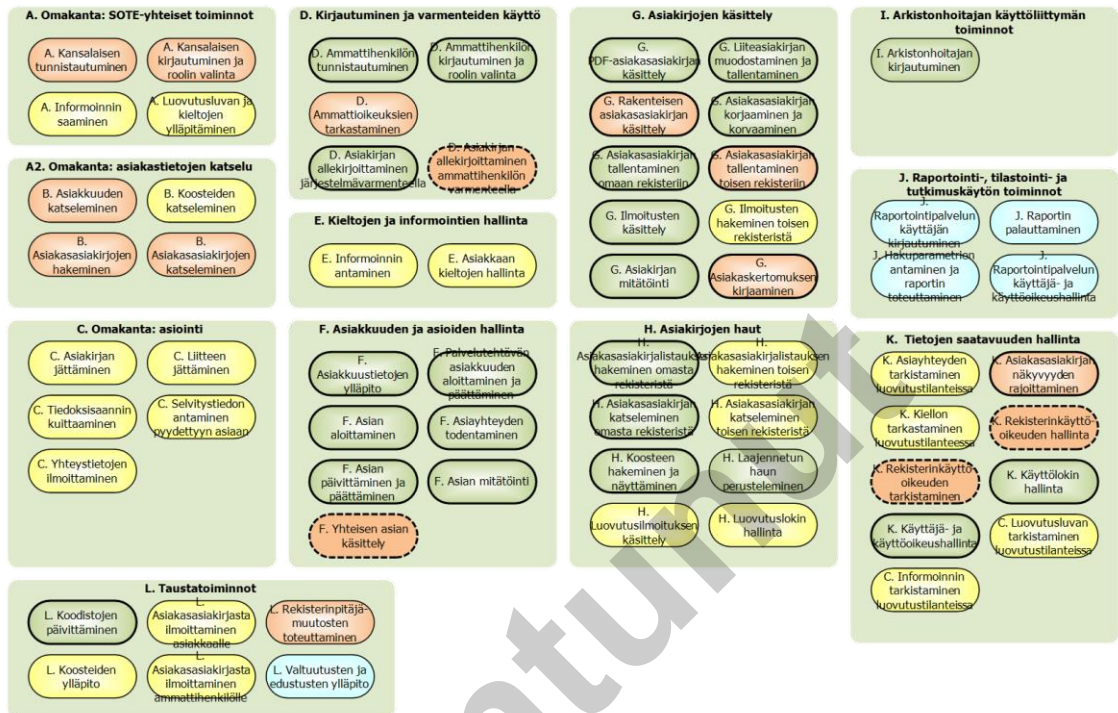 A. Omakanta: SOTE-yhteiset toiminnot
A. Kansalaisen
tunnistautuminen
A. Kansalaisen
kirjautuminen ja
roolin valinta
A. Informoinnin
saaminen
A. Luovutusluvan ja
kieltojen
ylläpitäminen
A2. Omakanta: asiakastietojen katselu
B. Asiakkuuden
katseleminen
B. Koosteiden
katseleminen
B.
Asiakasasiakirjojen
hakeminen
B.
Asiakasasiakirjojen
katseleminen
C. Omakanta: asiointi
C. Asiakirjan
jättäminen
C. Liitteen
jättäminen
C. Tiedoksisaannin
kuittaaminen
C. Selvitystiedon
antaminen
pyydettyyn asiaan
C. Yhteystietojen
ilmoittaminen
D. Kirjautuminen ja varmenteiden käyttö
D. Ammattihenkilön
tunnistautuminen
D. Ammattihenkilön
kirjautuminen ja
roolin valinta
D.
Ammattioikeuksien
tarkastaminen
D. Asiakirjan
allekirjoittaminen
järjestelmävarmenteella
D. Asiakirjan
allekirjoittaminen
ammattihenkilön
varmenteella
E. Kieltojen ja informointien hallinta
E. Informoinnin
antaminen
E. Asiakkaan
kieltojen hallinta
F. Asiakkuuden ja asioiden hallinta
F.
Asiakkuustietojen
ylläpito
F. Palvelutehtävän
asiakkuuden
aloittaminen ja
päättäminen
F. Asian
aloittaminen
F. Asiayhteyden
todentaminen
F. Asian
päivittäminen ja
päättäminen
F. Asian mitätöinti
F. Yhteisen asian
käsittely
G. Asiakirjojen käsittely
G.
PDF-asiakasasiakirjan
käsittely
G. Liiteasiakirjan
muodostaminen ja
tallentaminen
G. Rakenteisen
asiakasasiakirjan
käsittely
G. Asiakasasiakirjan
korjaaminen ja
korvaaminen
G. Asiakasasiakirjan
tallentaminen
omaan rekisteriin
G. Asiakasasiakirjan
tallentaminen
toisen rekisteriin
G. Ilmoitusten
käsittely
G. Ilmoitusten
hakeminen toisen
rekisteristä
G. Asiakirjan
mitätöinti
G.
Asiakaskertomuksen
kirjaaminen
H. Asiakirjojen haut
H.
Asiakasasiakirjalistauksen
hakeminen omasta
rekisteristä
H.
Asiakasasiakirjalistauksen
hakeminen toisen
rekisteristä
H. Asiakasasiakirjan
katseleminen
omasta rekisteristä
H. Asiakasasiakirjan
katseleminen
toisen rekisteristä
H. Koosteen
hakeminen ja
näyttäminen
H. Laajennetun
haun
perusteleminen
H.
Luovutusilmoituksen
käsittely
H. Luovutuslokin
hallinta
I. Arkistonhoitajan käyttöliittymän
toiminnot
I. Arkistonhoitajan
kirjautuminen
J. Raportointi-, tilastointi- ja
tutkimuskäytön toiminnot
J.
Raportointipalvelun
käyttäjän
kirjautuminen
J. Raportin
palauttaminen
J. Hakuparametrien
antaminen ja
raportin
toteuttaminen
J.
Raportointipalvelun
käyttäjä- ja
käyttöoikeushallinta
K. Tietojen saatavuuden hallinta
K. Asiayhteyden
tarkistaminen
luovutustilanteissa
K. Asiakasasiakirjan
näkyvyyden
rajoittaminen
K. Kiellon
tarkastaminen
luovutustilanteessa
K. Rekisterinkäyttö-
oikeuden hallinta
K. Rekisterinkäyttö
oikeuden
tarkistaminen
K. Käyttölokin
hallinta
K. Käyttäjä- ja
käyttöoikeushallinta
C. Luovutusluvan
tarkistaminen
luovutustilanteissa
C. Informoinnin
tarkistaminen
luovutustilanteissa
L. Taustatoiminnot
L. Koodistojen
päivittäminen
L.
Asiakasasiakirjasta
ilmoittaminen
asiakkaalle
L. Rekisterinpitäjä-
muutosten
toteuttaminen
L. Koosteiden
ylläpito
L.
Asiakasasiakirjasta
ilmoittaminen
ammattihenkilölle
L. Valtuutusten ja
edustusten ylläpito